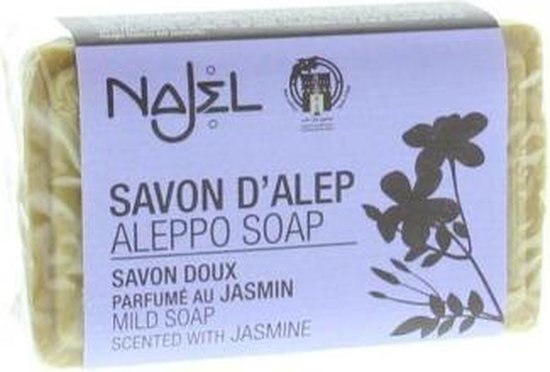 NAJEL
SAVON D'ALEP
ALEPPO SOAP
SAVON DOUX
PARFUMÉ AU JASMIN
MILD SOAP
SCENTED WITH JASMINE